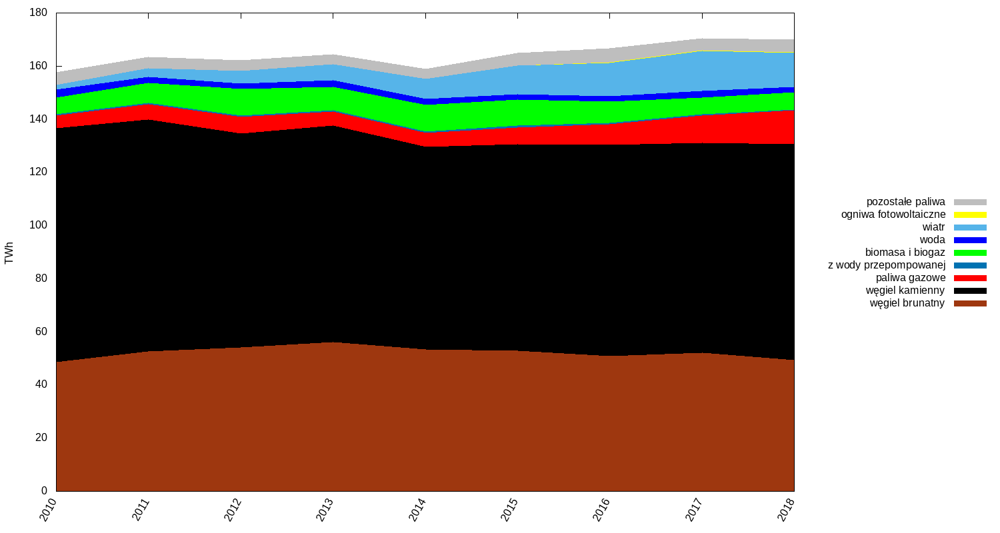 180
160
140
120
100
80
60
40
20
0
TWh
2010
2011
2012
2013
2014
2015
2016
2017
2018
pozostałe paliwa
ogniwa fotowoltaiczne
wiatr
woda
biomasa i biogaz
z wody przepompowanej
paliwa gazowe
węgiel kamienny
węgiel brunatny